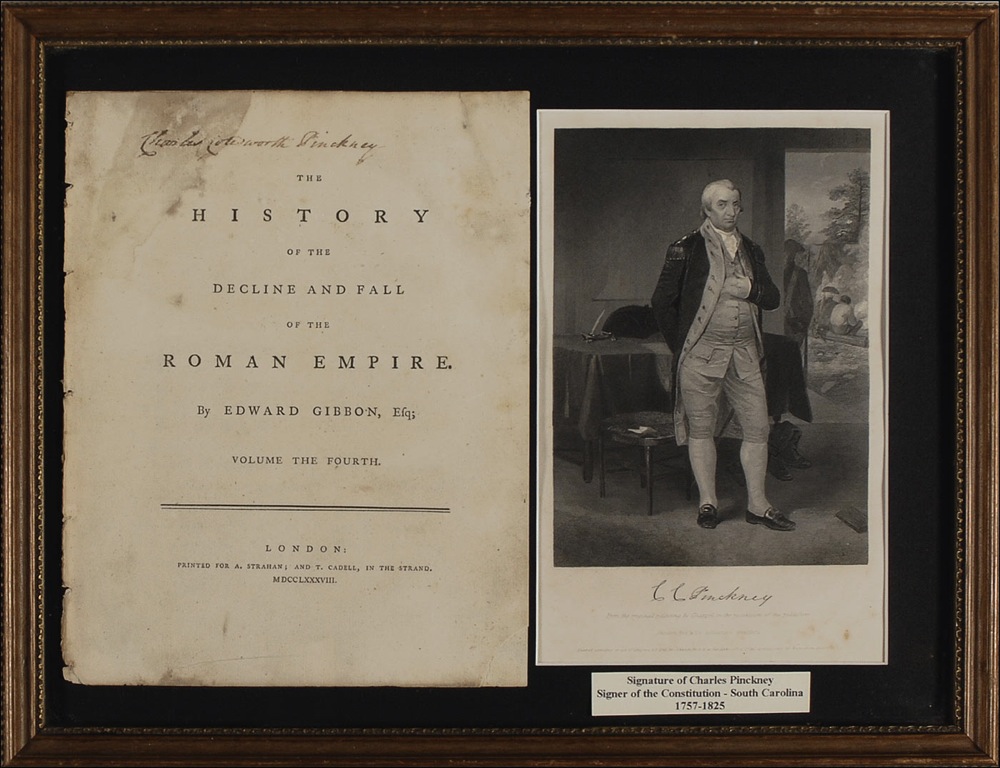 Charles Cotesworth Pinckney
THE
HISTORY
OF THE
DECLINE AND FALL
OF THE
ROMAN EMPIRE.
By EDWARD GIBBON, Efq;
VOLUME THE FOURTH.
LONDON:
PRINTED FOR A. STRAHAN; AND T. CADELL, IN THE STRAND.
MDCCLXXXVIII.
C C Pinckney
Signature of Charles Pinckney
Signer of the Constitution - South Carolina
1757-1825